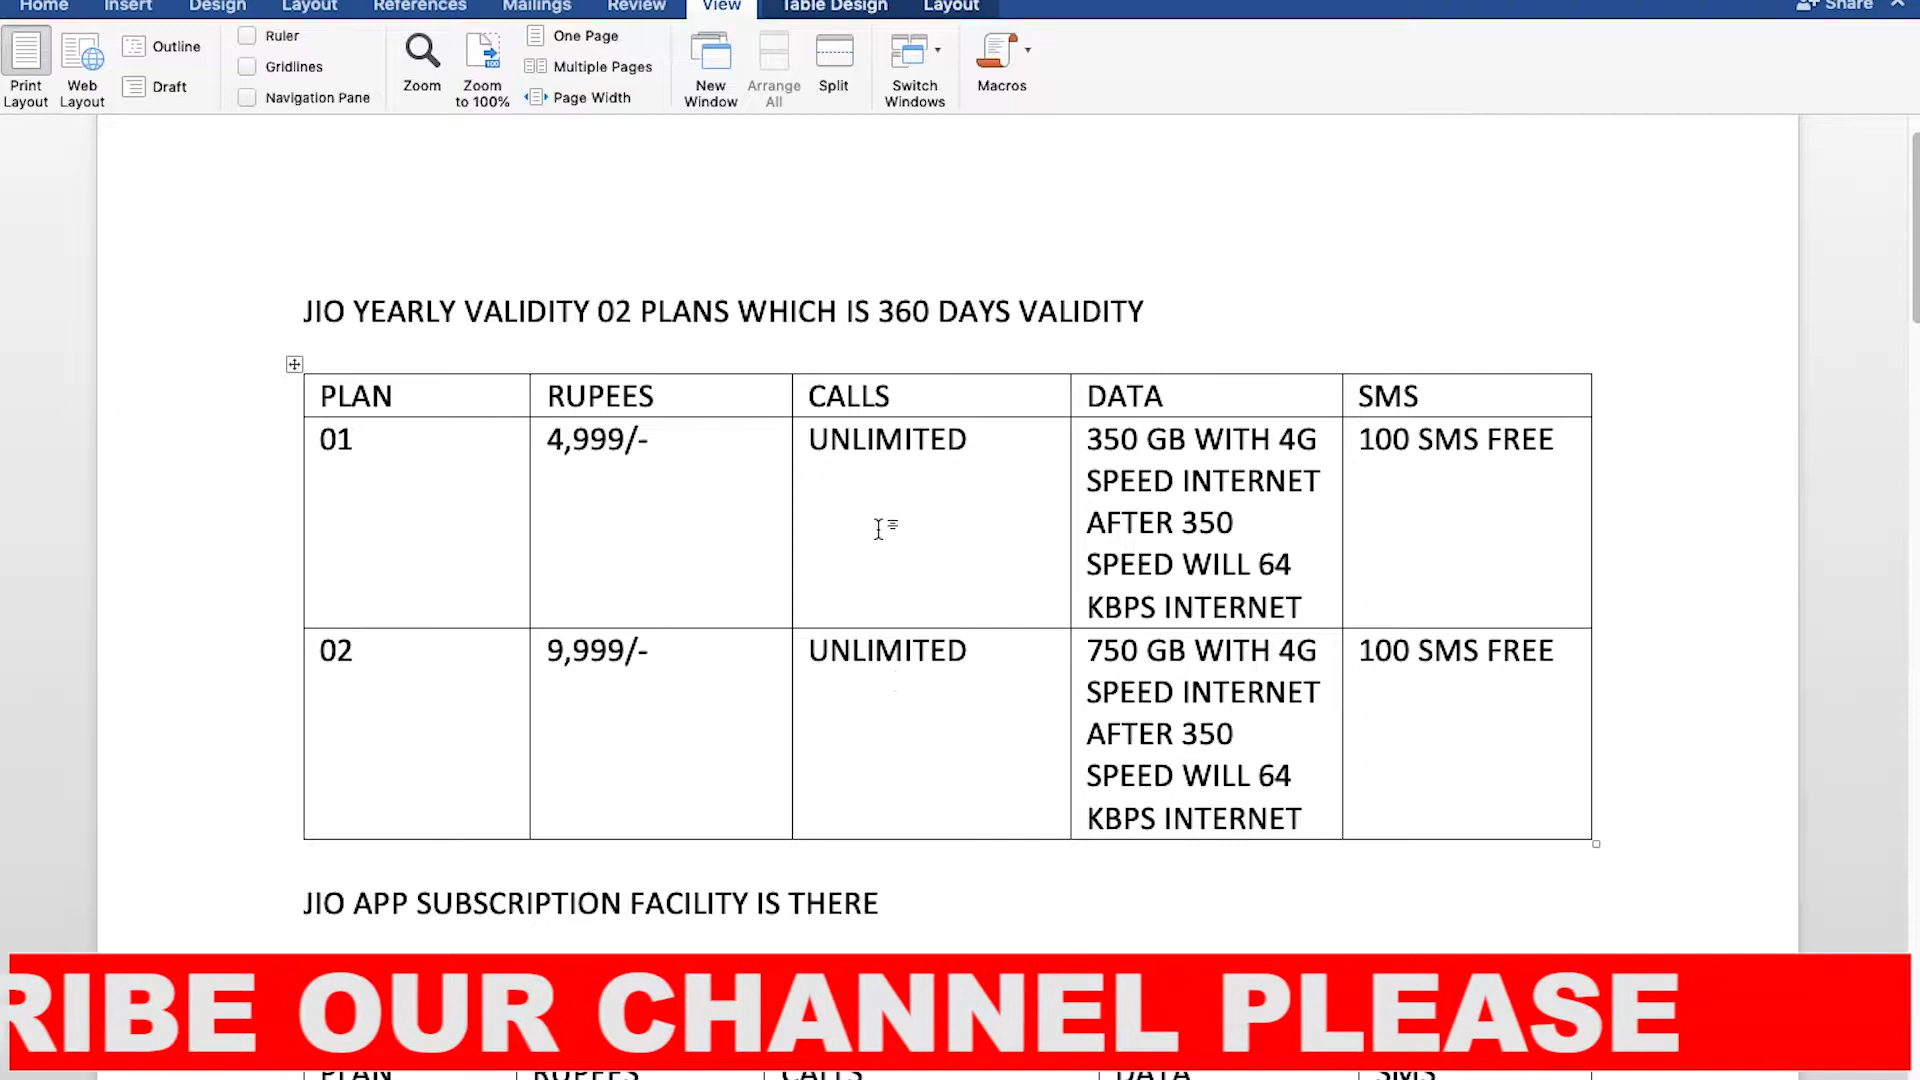 Home Insert Design Layout References Mailings Review View Table Design Layout Share
Print Layout
Web Layout
Outline
Draft
Ruler
Gridlines
Navigation Pane
Zoom
Zoom to 100%
One Page
Multiple Pages
Page Width
New Window
Arrange All
Split
Switch Windows
Macros
JIO YEARLY VALIDITY 02 PLANS WHICH IS 360 DAYS VALIDITY
PLAN RUPEES CALLS DATA SMS
01 4,999/- UNLIMITED 350 GB WITH 4G 100 SMS FREE
SPEED INTERNET
AFTER 350
SPEED WILL 64
KBPS INTERNET
02 9,999/- UNLIMITED 750 GB WITH 4G 100 SMS FREE
SPEED INTERNET
AFTER 350
SPEED WILL 64
KBPS INTERNET
JIO APP SUBSCRIPTION FACILITY IS THERE
RIBE OUR CHANNEL PLEASE
PLAN RUPEES CALLS DATA SMS